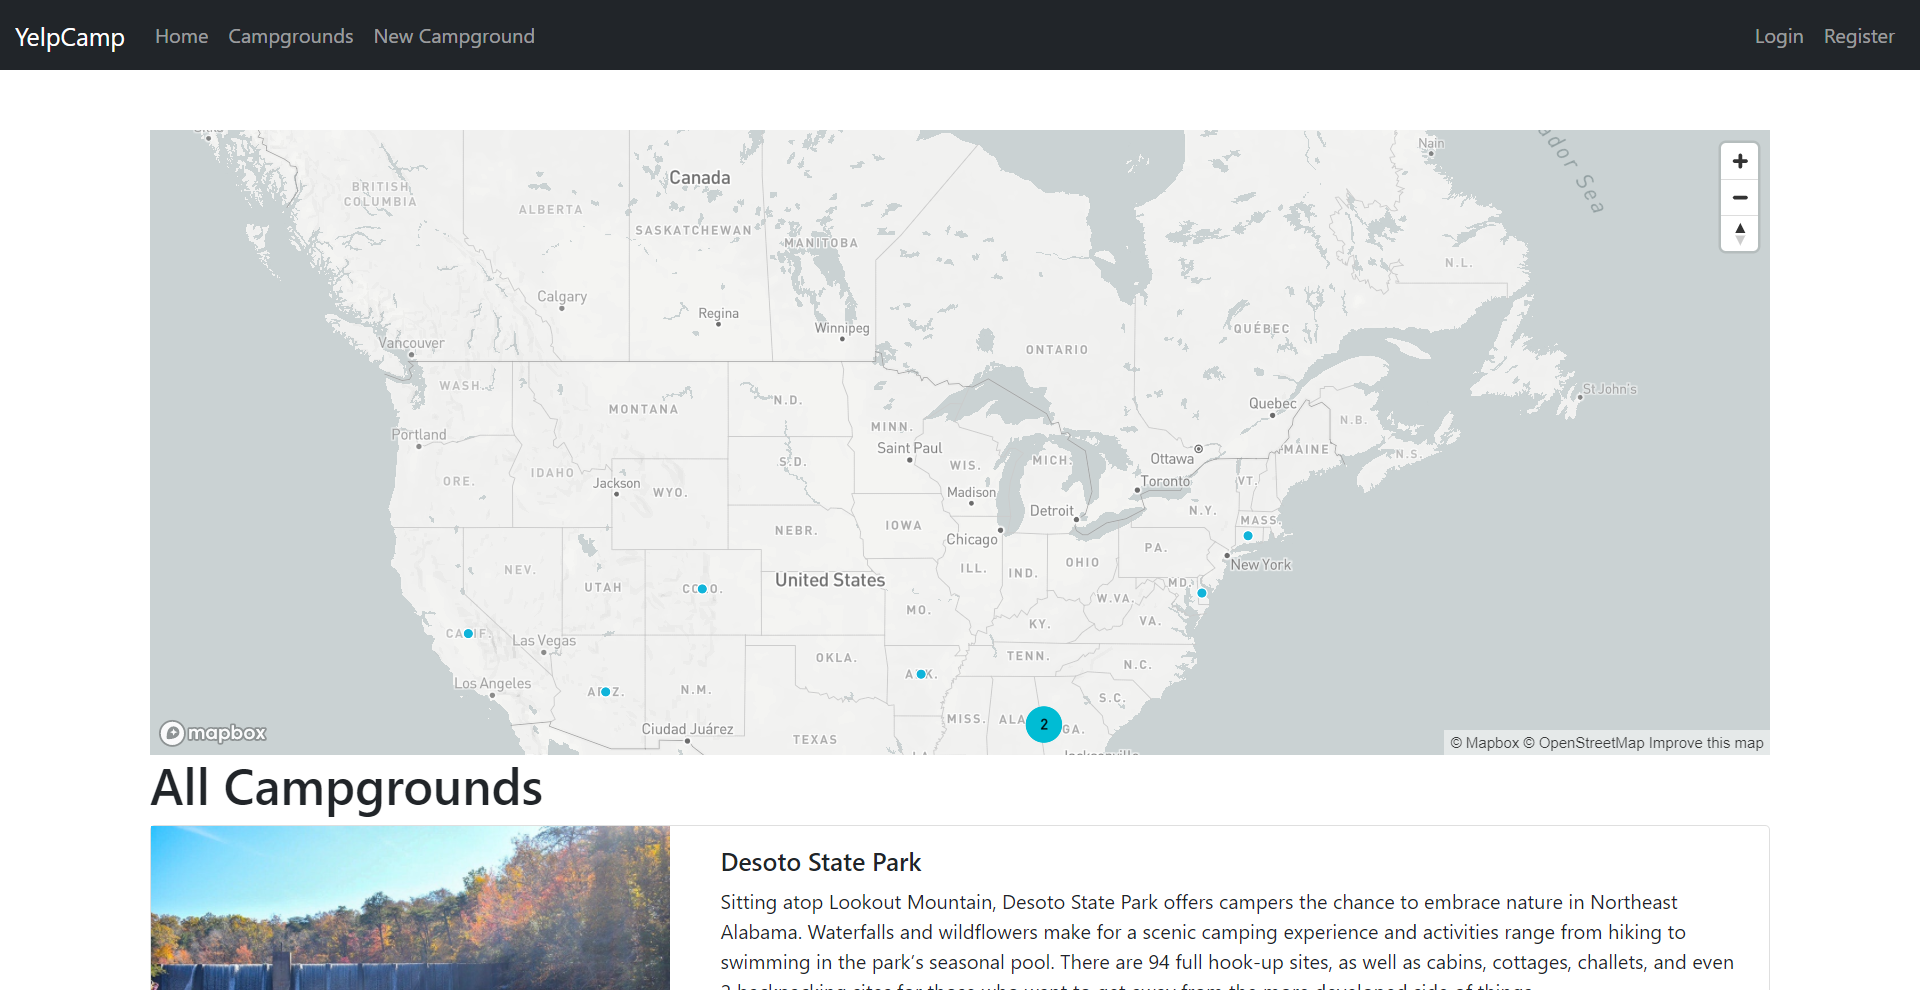 YelpCamp Home Campgrounds New Campground Login Register
Nain
ador Sea
Canada
BRITISH COLUMBIA
ALBERTA
SASKATCHEWAN
MANITOBA
N.L.
Calgary
Regina
Winnipeg
QUÉBEC
Vancouver
ONTARIO
WASH.
St John's
MONTANA
N.D.
Quebec
N.B.
MINN.
Portland
Saint Paul
MAINE
N.S.
Ottawa
IDAHO
S.D.
WIS.
MICH.
ORE.
Jackson
WYO.
Toronto
VT.
Madison
Detroit
N.Y.
MASS.
NEBR.
IOWA
Chicago
PA.
New York
NEV.
UTAH
United States
ILL.
IND.
OHIO
MD.
W.VA.
MO.
KY.
VA.
Las Vegas
OKLA.
TENN.
N.C.
Los Angeles
N.M.
S.C.
MISS.
ALA
2
GA.
Ciudad Juárez
TEXAS
mapbox
© Mapbox © OpenStreetMap Improve this map
All Campgrounds
Desoto State Park
Sitting atop Lookout Mountain, Desoto State Park offers campers the chance to embrace nature in Northeast
Alabama. Waterfalls and wildflowers make for a scenic camping experience and activities range from hiking to
swimming in the park’s seasonal pool. There are 94 full hook-up sites, as well as cabins, cottages, challets, and even